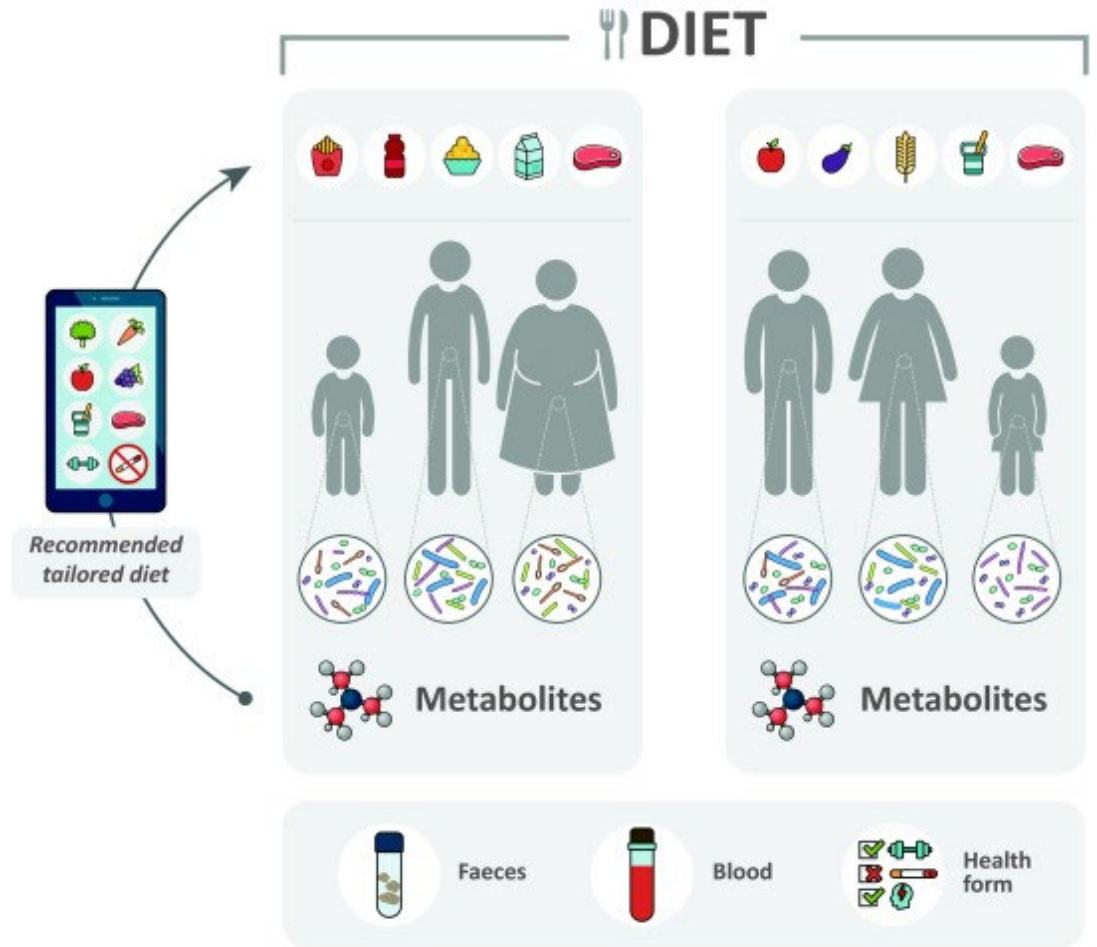 DIET
Recommended
tailored diet
Metabolites
Metabolites
Faeces
Blood
Health
form